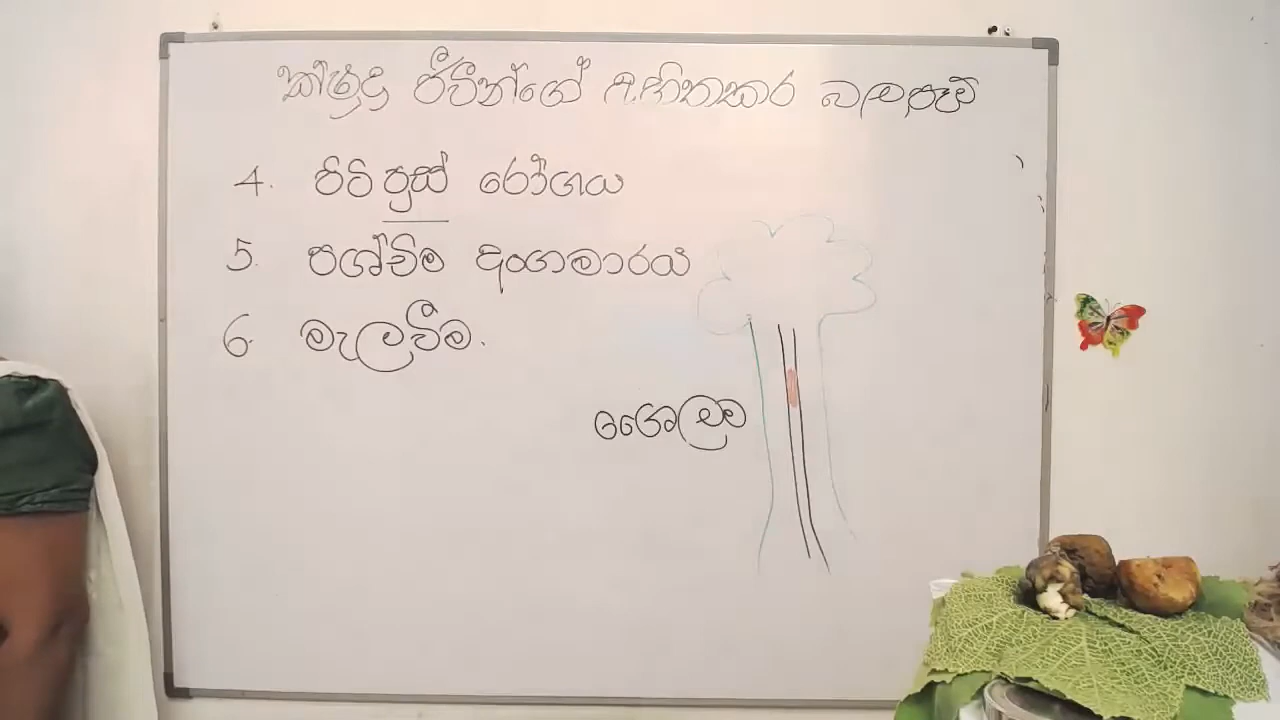 ක්ෂුද්‍ර ජීවීන්ගේ අහිතකර බලපෑම්
4. පිටි පුස් රෝගය
5. පශ්චිම අංගමාරය
6. මැලවීම.
ශෛලම